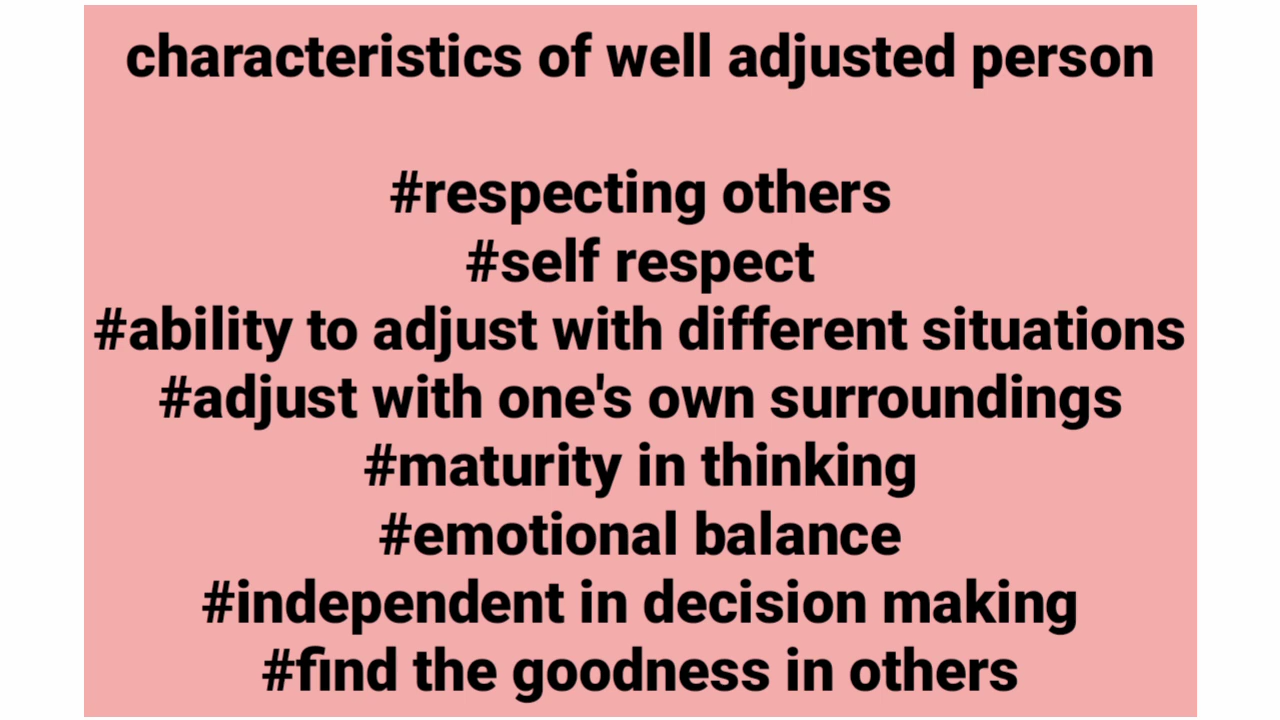 characteristics of well adjusted person
#respecting others
#self respect
#ability to adjust with different situations
#adjust with one's own surroundings
#maturity in thinking
#emotional balance
#independent in decision making
#find the goodness in others